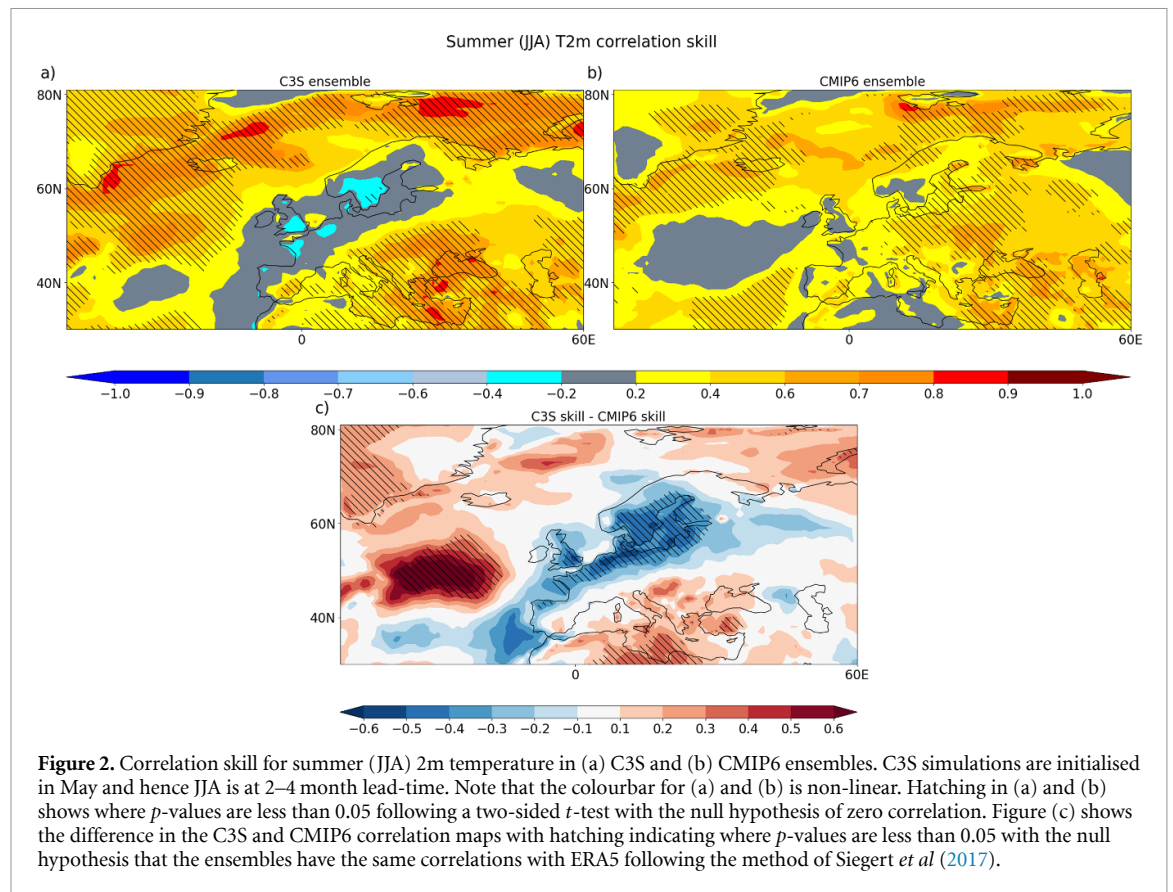 Summer (JJA) T2m correlation skill
a)
C3S ensemble
80N
60N
40N
0
60E
b)
CMIP6 ensemble
80N
60N
40N
0
60E
−1.0 −0.9 −0.8 −0.7 −0.6 −0.4 −0.2 0.2 0.4 0.6 0.7 0.8 0.9 1.0
c)
C3S skill - CMIP6 skill
80N
60N
40N
0
60E
−0.6 −0.5 −0.4 −0.3 −0.2 −0.1 0.1 0.2 0.3 0.4 0.5 0.6
Figure 2. Correlation skill for summer (JJA) 2m temperature in (a) C3S and (b) CMIP6 ensembles. C3S simulations are initialised
in May and hence JJA is at 2–4 month lead-time. Note that the colourbar for (a) and (b) is non-linear. Hatching in (a) and (b)
shows where p-values are less than 0.05 following a two-sided t-test with the null hypothesis of zero correlation. Figure (c) shows
the difference in the C3S and CMIP6 correlation maps with hatching indicating where p-values are less than 0.05 with the null
hypothesis that the ensembles have the same correlations with ERA5 following the method of Siegert et al (2017).